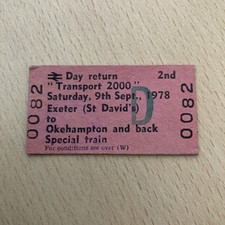 Day return 2nd
"Transport 2000"
Saturday, 9th Sept., 1978
Exeter (St David's)
to
Okehampton and back
Special train
For conditions see over (W)
D
0082
0082